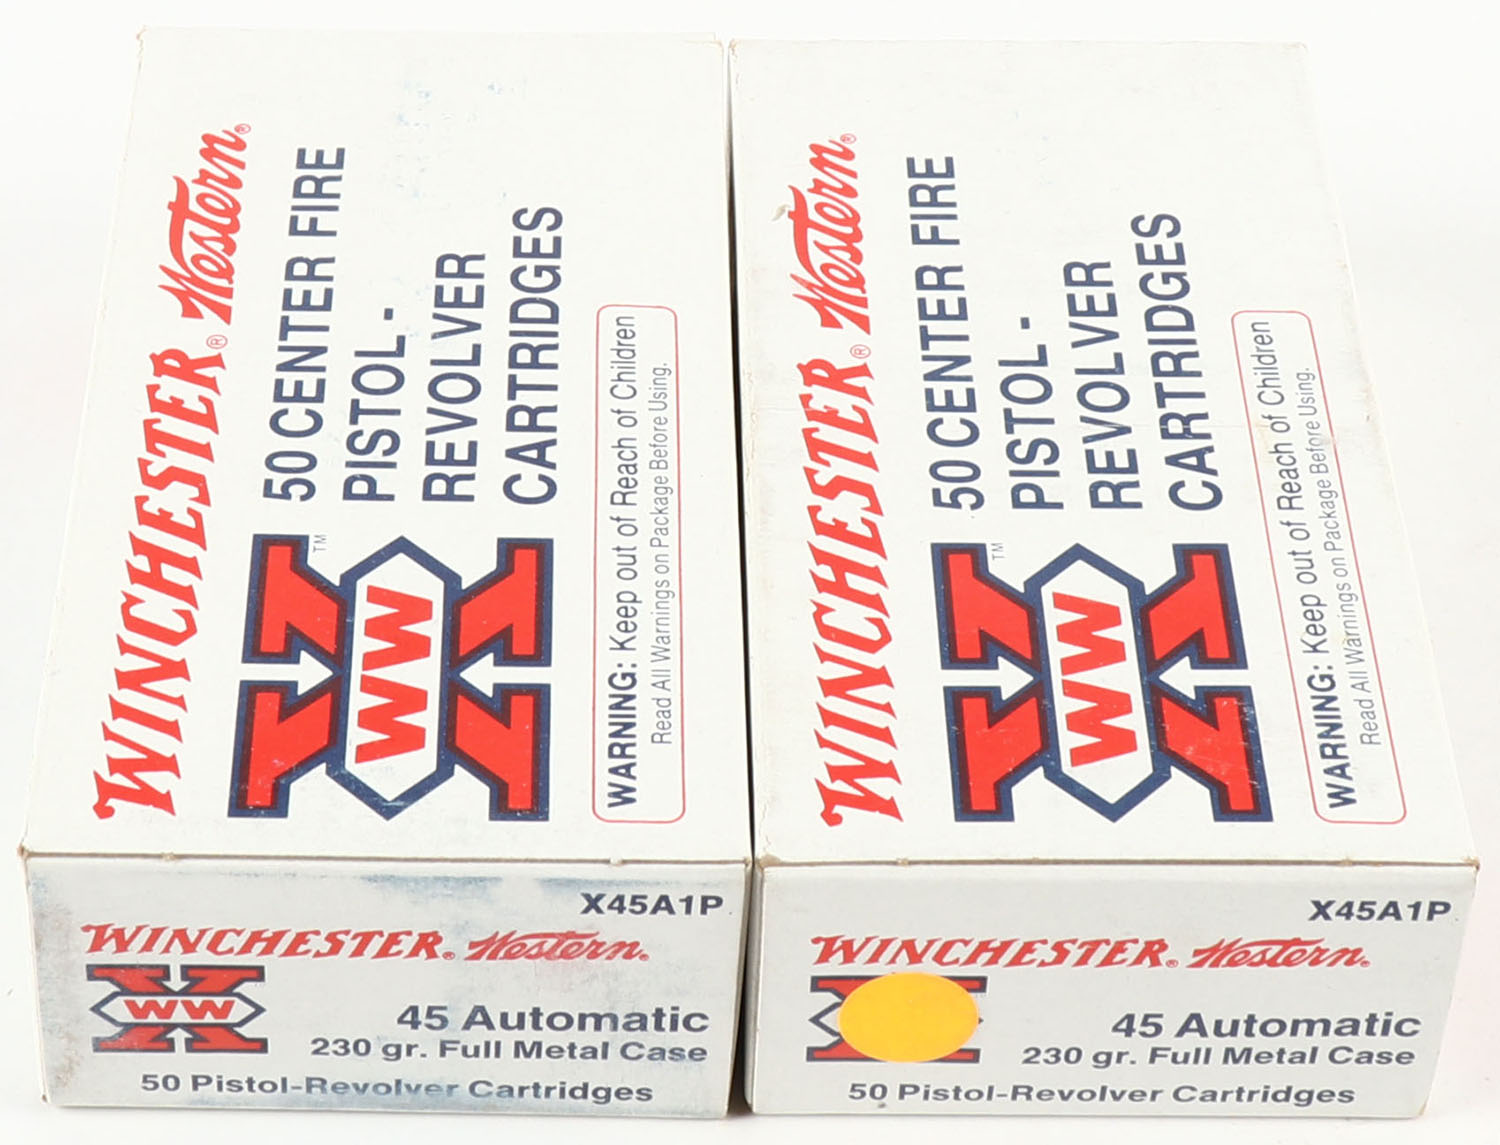 WINCHESTER® Western®
50 CENTER FIRE
PISTOL -
REVOLVER
CARTRIDGES
WW
TM
WARNING: Keep out of Reach of Children
Read All Warnings on Package Before Using.
X45A1P
WINCHESTER® Western®
WW
45 Automatic
230 gr. Full Metal Case
50 Pistol-Revolver Cartridges
WINCHESTER® Western®
50 CENTER FIRE
PISTOL -
REVOLVER
CARTRIDGES
WW
TM
WARNING: Keep out of Reach of Children
Read All Warnings on Package Before Using.
X45A1P
WINCHESTER® Western®
45 Automatic
230 gr. Full Metal Case
50 Pistol-Revolver Cartridges